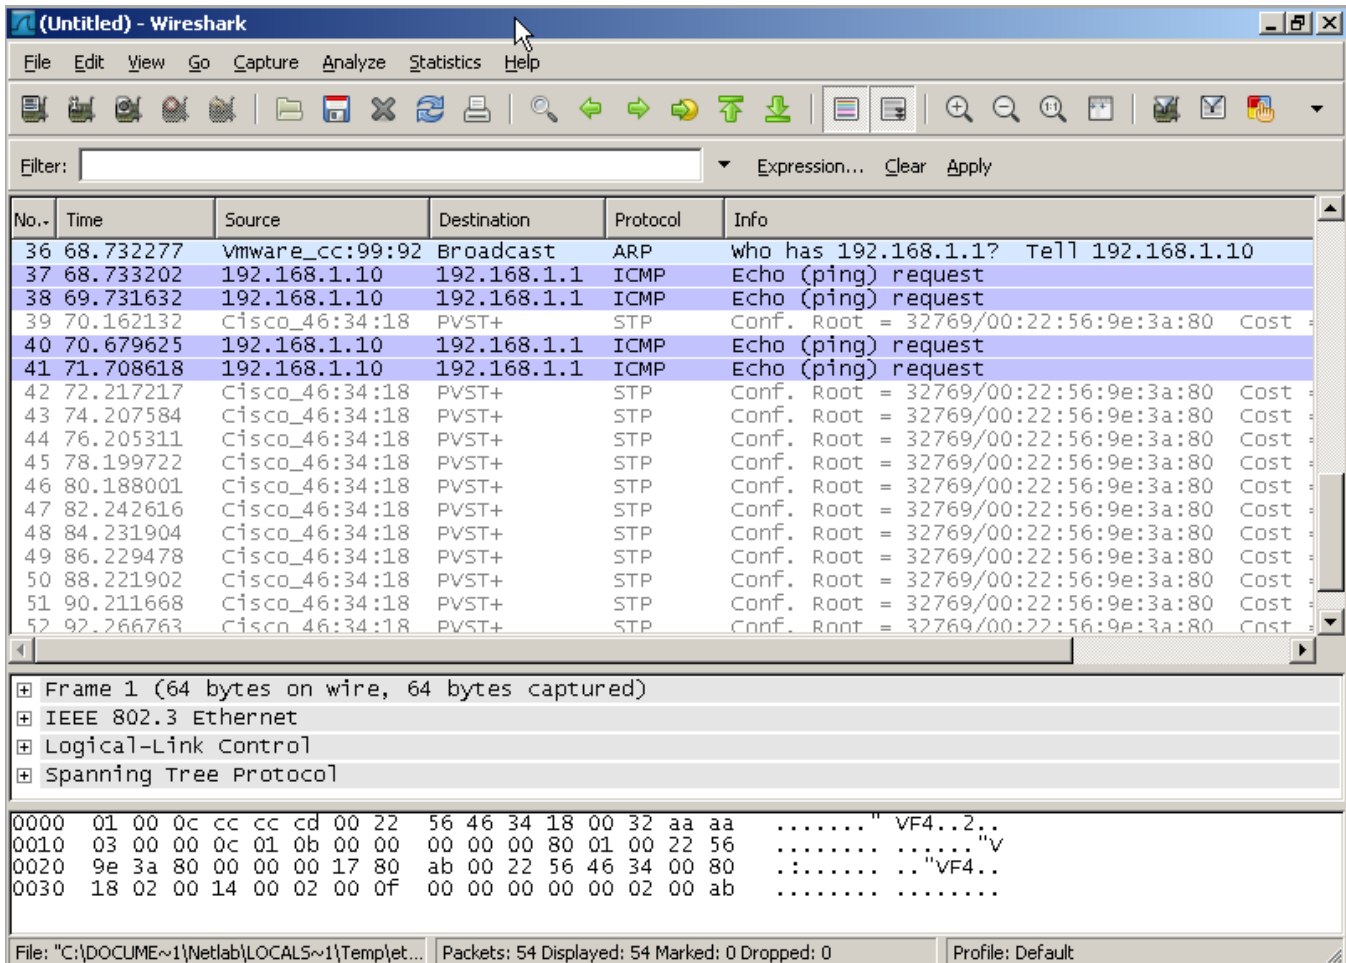 (Untitled) - Wireshark
File Edit View Go Capture Analyze Statistics Help
Filter: Expression... Clear Apply
No. Time Source Destination Protocol Info
36 68.732277 Vmware_cc:99:92 Broadcast ARP Who has 192.168.1.1? Tell 192.168.1.10
37 68.733202 192.168.1.10 192.168.1.1 ICMP Echo (ping) request
38 69.731632 192.168.1.10 192.168.1.1 ICMP Echo (ping) request
39 70.162132 Cisco_46:34:18 PVST+ STP Conf. Root = 32769/00:22:56:9e:3a:80 Cost =
40 70.679625 192.168.1.10 192.168.1.1 ICMP Echo (ping) request
41 71.708618 192.168.1.10 192.168.1.1 ICMP Echo (ping) request
42 72.217217 Cisco_46:34:18 PVST+ STP Conf. Root = 32769/00:22:56:9e:3a:80 Cost =
43 74.207584 Cisco_46:34:18 PVST+ STP Conf. Root = 32769/00:22:56:9e:3a:80 Cost =
44 76.205311 Cisco_46:34:18 PVST+ STP Conf. Root = 32769/00:22:56:9e:3a:80 Cost =
45 78.199722 Cisco_46:34:18 PVST+ STP Conf. Root = 32769/00:22:56:9e:3a:80 Cost =
46 80.188001 Cisco_46:34:18 PVST+ STP Conf. Root = 32769/00:22:56:9e:3a:80 Cost =
47 82.242616 Cisco_46:34:18 PVST+ STP Conf. Root = 32769/00:22:56:9e:3a:80 Cost =
48 84.231904 Cisco_46:34:18 PVST+ STP Conf. Root = 32769/00:22:56:9e:3a:80 Cost =
49 86.229478 Cisco_46:34:18 PVST+ STP Conf. Root = 32769/00:22:56:9e:3a:80 Cost =
50 88.221902 Cisco_46:34:18 PVST+ STP Conf. Root = 32769/00:22:56:9e:3a:80 Cost =
51 90.211668 Cisco_46:34:18 PVST+ STP Conf. Root = 32769/00:22:56:9e:3a:80 Cost =
52 92.266763 Cisco_46:34:18 PVST+ STP Conf. Root = 32769/00:22:56:9e:3a:80 Cost =
Frame 1 (64 bytes on wire, 64 bytes captured)
IEEE 802.3 Ethernet
Logical-Link Control
Spanning Tree Protocol
0000 01 00 0c cc cc cd 00 22 56 46 34 18 00 32 aa aa ......." VF4..2..
0010 03 00 00 0c 01 0b 00 00 00 00 00 80 01 00 22 56 ........ ......"V
0020 9e 3a 80 00 00 00 17 80 ab 00 22 56 46 34 00 80 .:...... .."VF4..
0030 18 02 00 14 00 02 00 0f 00 00 00 00 00 02 00 ab ........ ........
File: "C:\DOCUME~1\Netlab\LOCALS~1\Temp\et... Packets: 54 Displayed: 54 Marked: 0 Dropped: 0 Profile: Default